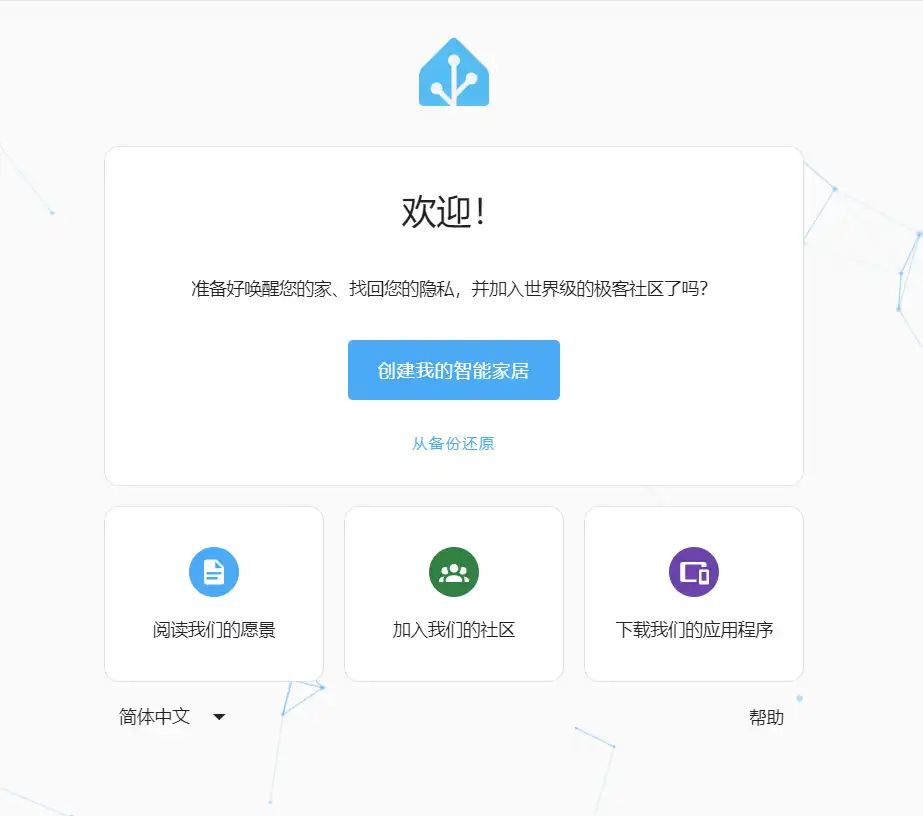 欢迎！
准备好唤醒您的家、找回您的隐私，并加入世界级的极客社区了吗？
创建我的智能家居
从备份还原
阅读我们的愿景
加入我们的社区
下载我们的应用程序
简体中文
帮助